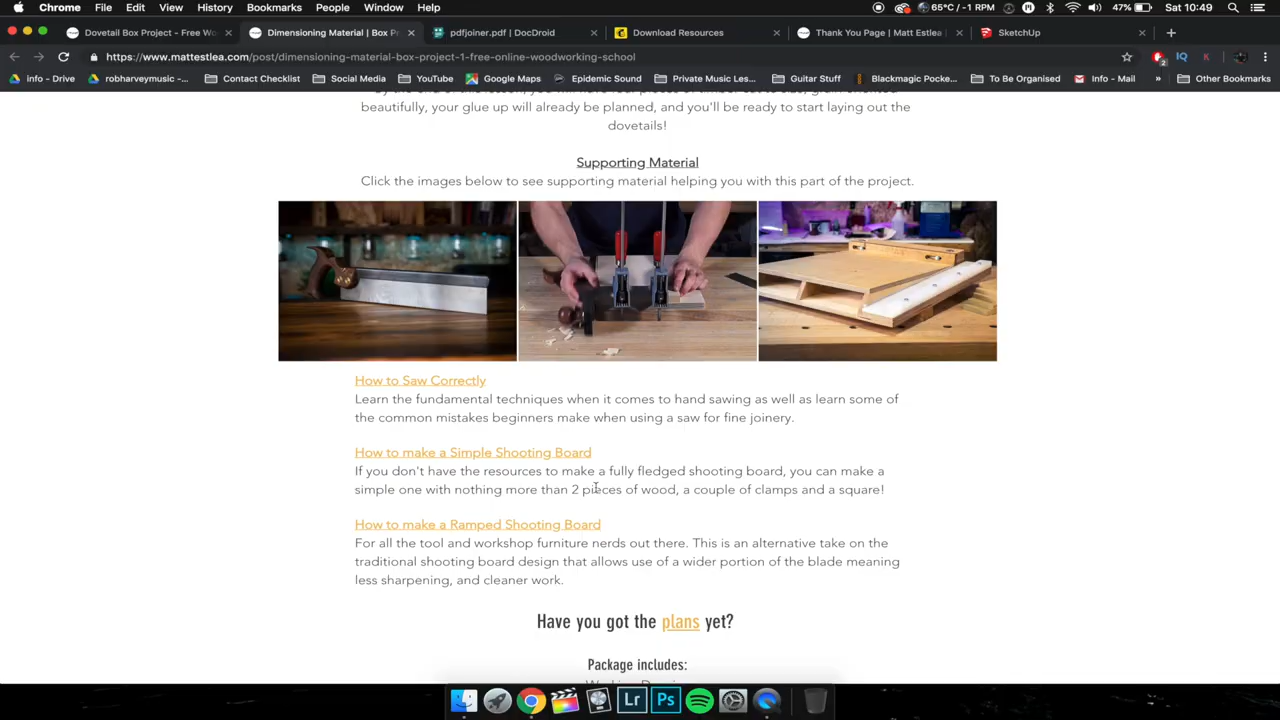 Chrome File Edit View History Bookmarks People Window Help 65°C / -1 RPM 47% Sat 10:49
Dovetail Box Project - Free Wo × Dimensioning Material | Box Pr × pdfjoiner.pdf | DocDroid × Download Resources × Thank You Page | Matt Estlea | × SketchUp × +
https://www.mattestlea.com/post/dimensioning-material-box-project-1-free-online-woodworking-school
info - Drive robharveymusic - Ergo Contact Checklist Social Media YouTube Google Maps Epidemic Sound Private Music Les... Guitar Stuff Blackmagic Pocke... To Be Organised Info - Mail » Other Bookmarks
beautifully, your glue up will already be planned, and you'll be ready to start laying out the
dovetails!
Supporting Material
Click the images below to see supporting material helping you with this part of the project.
How to Saw Correctly
Learn the fundamental techniques when it comes to hand sawing as well as learn some of
the common mistakes beginners make when using a saw for fine joinery.
How to make a Simple Shooting Board
If you don't have the resources to make a fully fledged shooting board, you can make a
simple one with nothing more than 2 pieces of wood, a couple of clamps and a square!
How to make a Ramped Shooting Board
For all the tool and workshop furniture nerds out there. This is an alternative take on the
traditional shooting board design that allows use of a wider portion of the blade meaning
less sharpening, and cleaner work.
Have you got the plans yet?
Package includes:
Lr Ps